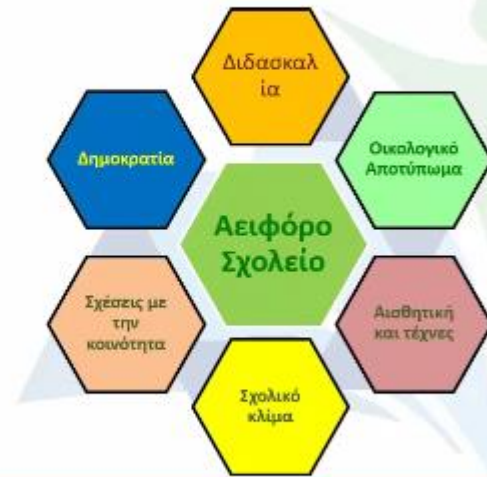 Διδασκαλ
ία
Δημοκρατία
Οικολογικό
Αποτύπωμα
Αειφόρο
Σχολείο
Σχέσεις με
την
κοινότητα
Αισθητική
και τέχνες
Σχολικό
κλίμα